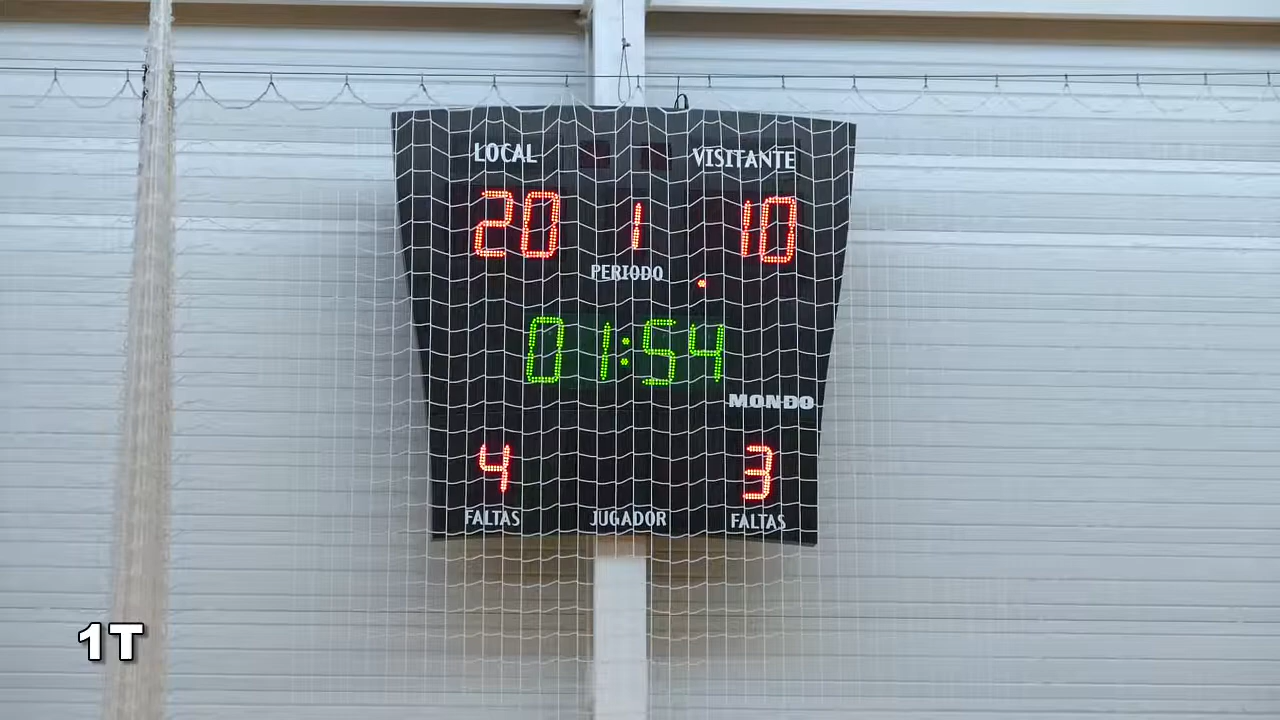 LOCAL VISITANTE
20 1 10
PERIODO
01:54
MONDO
4 3
FALTAS JUGADOR FALTAS
1T